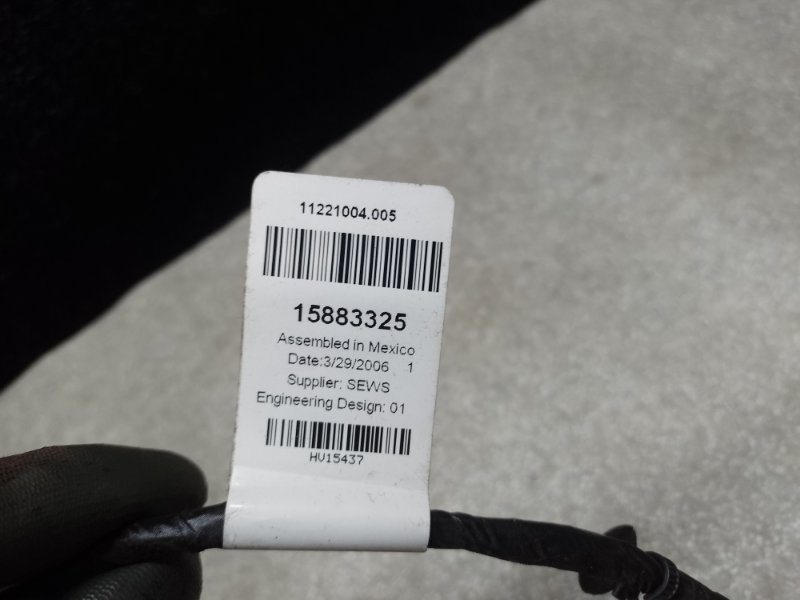 11221004.005
15883325
Assembled in Mexico
Date:3/29/2006 1
Supplier: SEWS
Engineering Design: 01
HV15437